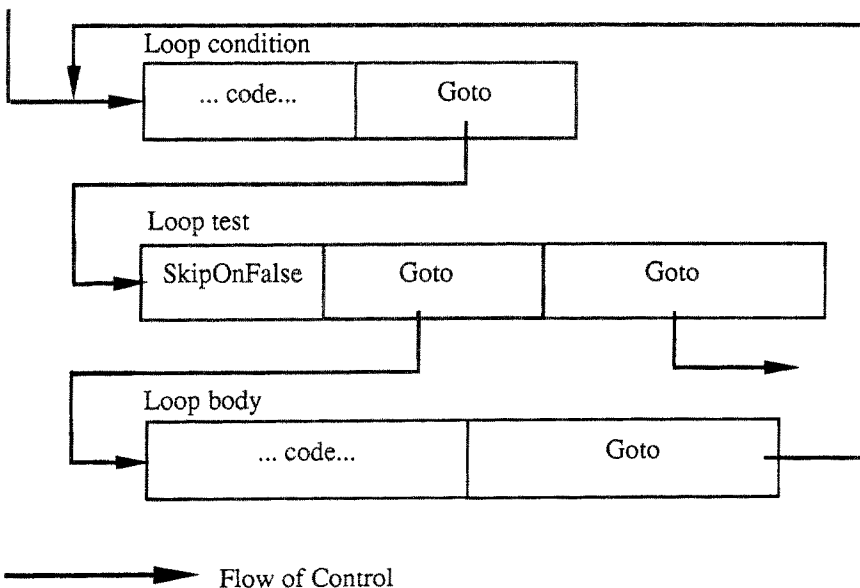 Loop condition
... code... Goto
Loop test
SkipOnFalse Goto Goto
Loop body
... code... Goto
Flow of Control